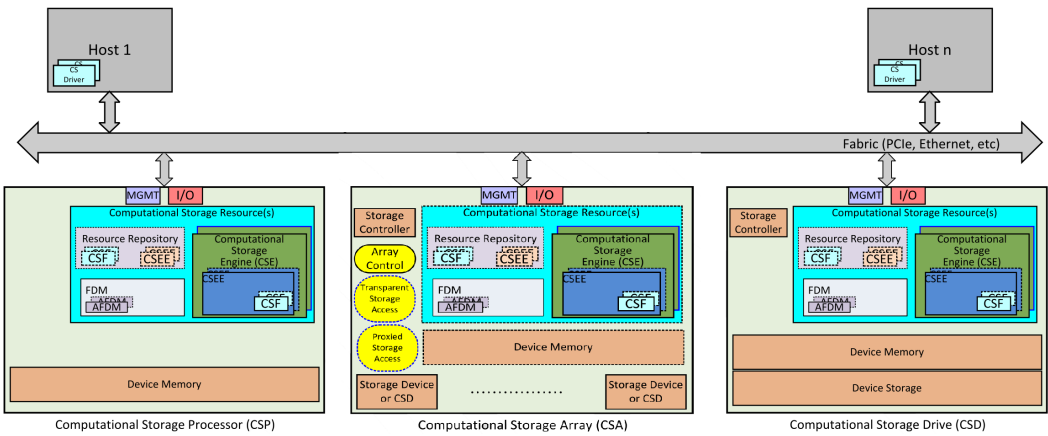 Host 1
CS
CS
Driver
Host n
CS
CS
Driver
Fabric (PCIe, Ethernet, etc)
MGMT
I/O
Computational Storage Resource(s)
Resource Repository
CSF
CSEE
Computational
Storage
Engine (CSE)
CSEE
CSF
FDM
AFDM
AFDM
Device Memory
Computational Storage Processor (CSP)
MGMT
I/O
Storage
Controller
Array
Control
Transparent
Storage
Access
Proxied
Storage
Access
Computational Storage Resource(s)
Resource Repository
CSF
CSEE
Computational
Storage
Engine (CSE)
CSEE
CSF
FDM
AFDM
AFDM
Device Memory
Storage Device
or CSD
................
Storage Device
or CSD
Computational Storage Array (CSA)
MGMT
I/O
Storage
Controller
Computational Storage Resource(s)
Resource Repository
CSF
CSEE
Computational
Storage
Engine (CSE)
CSEE
CSF
FDM
AFDM
AFDM
Device Memory
Device Storage
Computational Storage Drive (CSD)